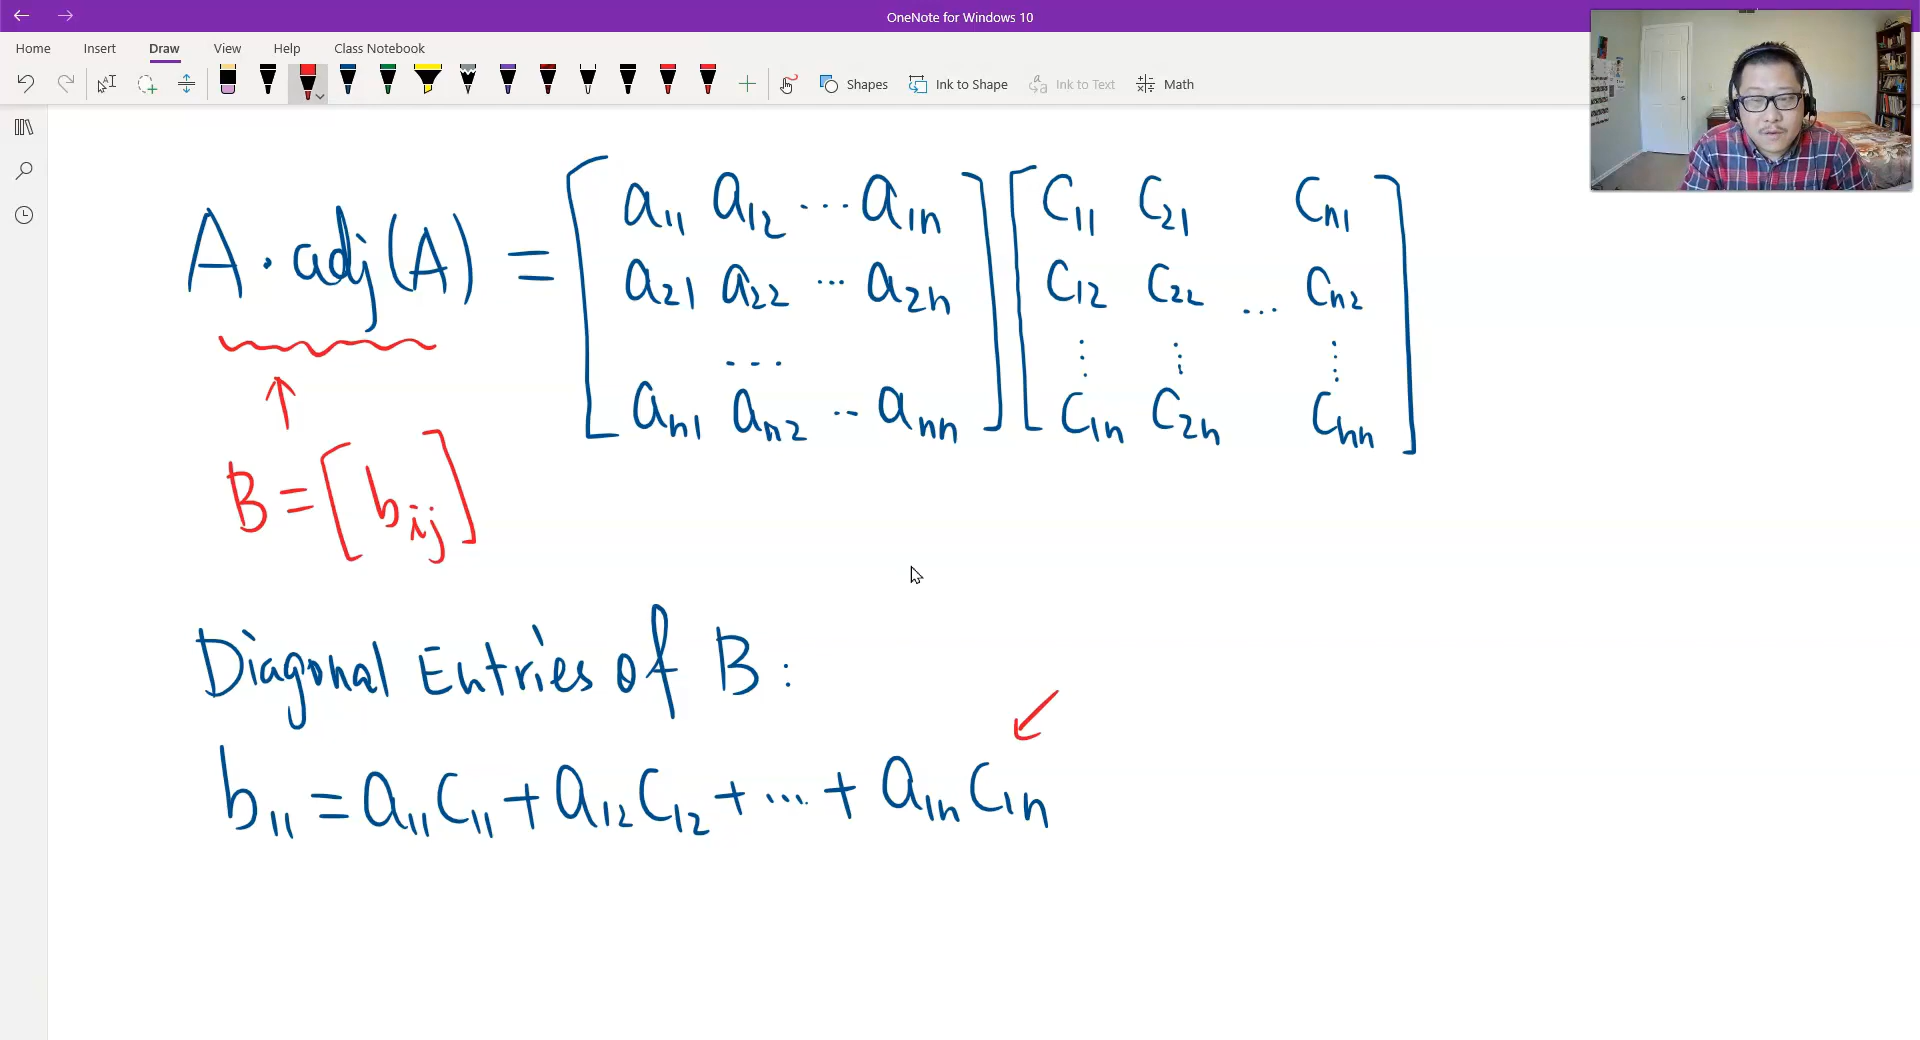 OneNote for Windows 10
Home Insert Draw View Help Class Notebook
Shapes Ink to Shape Ink to Text Math
A · adj(A) = [ a11 a12 ··· a1n ] [ C11 C21 Cn1 ]
a21 a22 ··· a2n C12 C22 ··· Cn2
··· ⋮ ⋮ ⋮
an1 an2 ·· ann C1n C2n Cnn
B = [bij]
Diagonal Entries of B:
b11 = a11C11 + a12C12 + ··· + a1nC1n